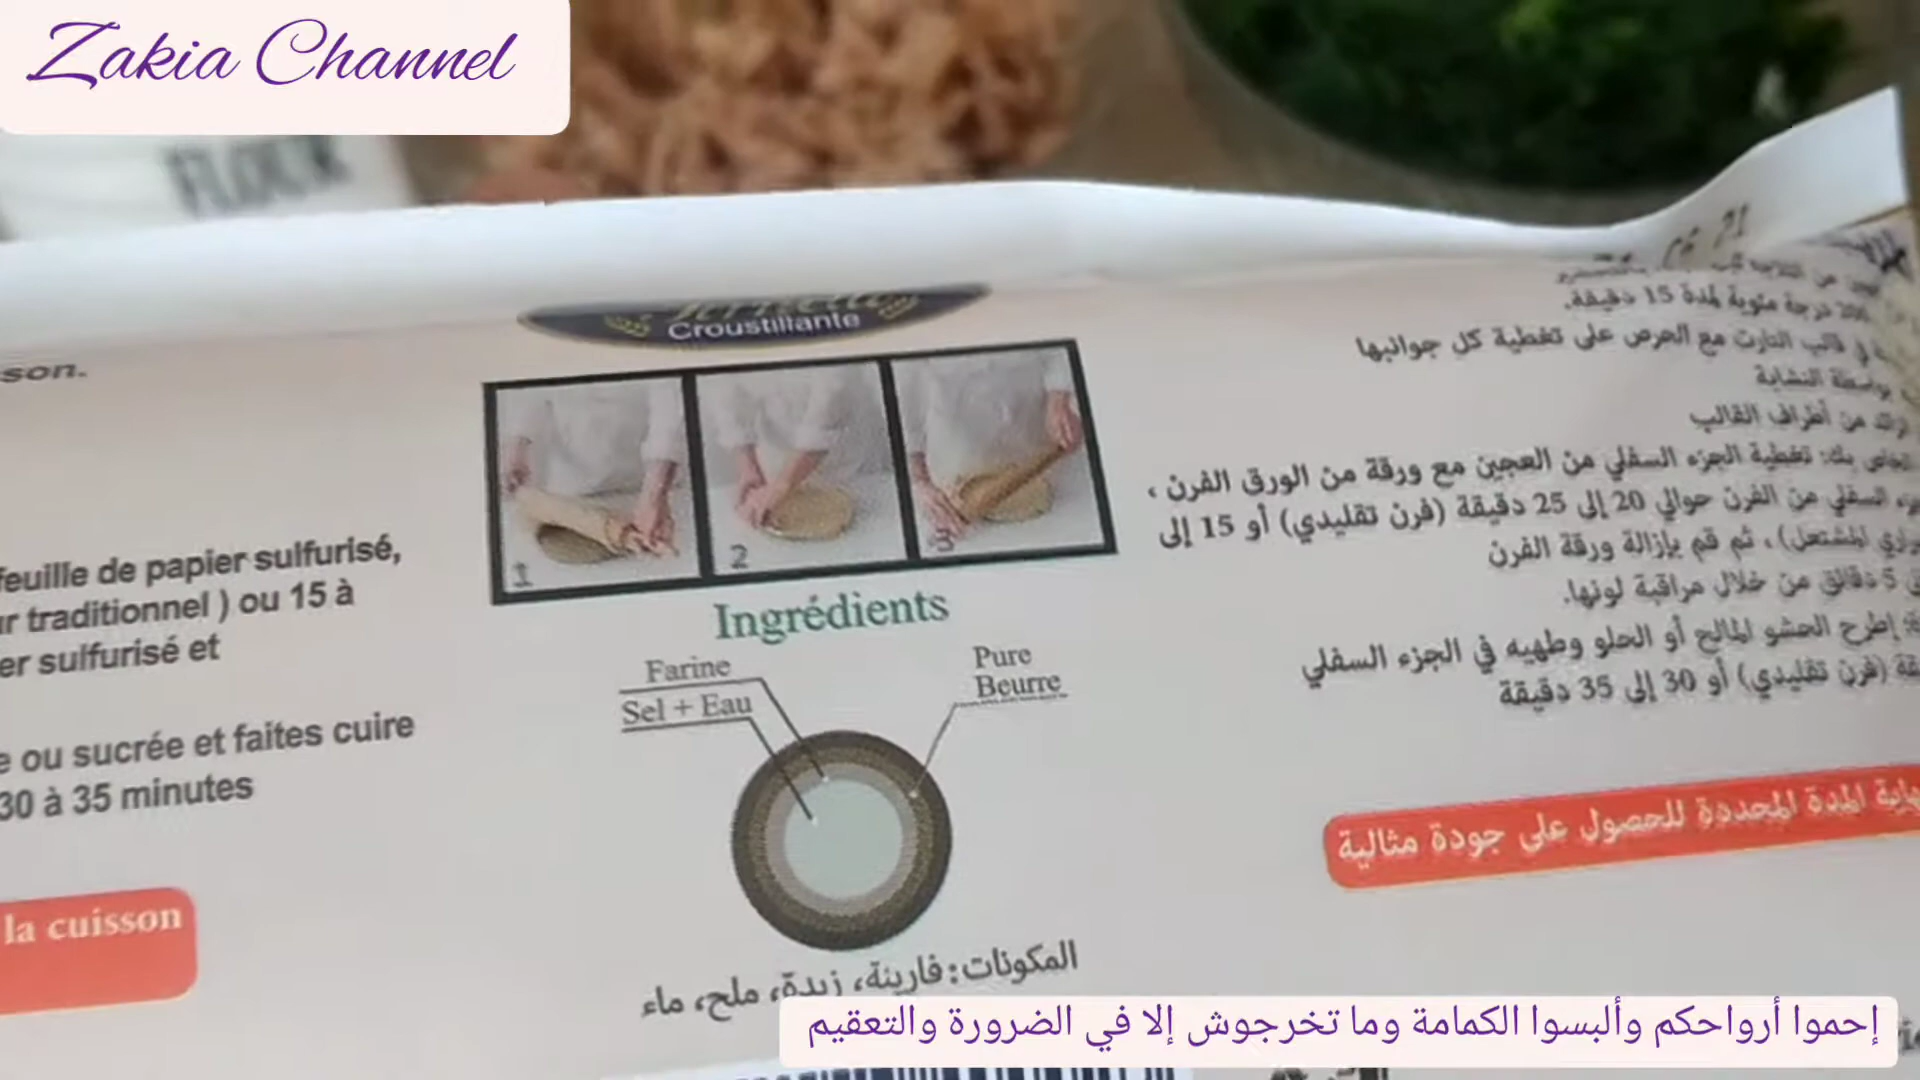 Zakia Channel
FLOUR
Croustillante
son.
1
2
3
feuille de papier sulfurisé,
traditionnel ) ou 15 à
er sulfurisé et
ou sucrée et faites cuire
30 à 35 minutes
la cuisson
Ingrédients
Farine
Sel + Eau
Pure
Beurre
المكونات: فارينة، زبدة، ملح، ماء
درجة مئوية لمدة 15 دقيقة.
في قالب التارت مع الحرص على تغطية كل جوانبها
بواسطة النشابة
من أطراف القالب
بك: تغطية الجزء السفلي من العجين مع ورقة من الورق الفرن ،
السفلي من الفرن حوالي 20 إلى 25 دقيقة (فرن تقليدي) أو 15 إلى
، ثم قم بإزالة ورقة الفرن
5 دقائق من خلال مراقبة لونها.
إطرح الحشو المالح أو الحلو وطهيه في الجزء السفلي
(فرن تقليدي) أو 30 إلى 35 دقيقة
المدة المحددة للحصول على جودة مثالية
إحموا أرواحكم وألبسوا الكمامة وما تخرجوش إلا في الضرورة والتعقيم